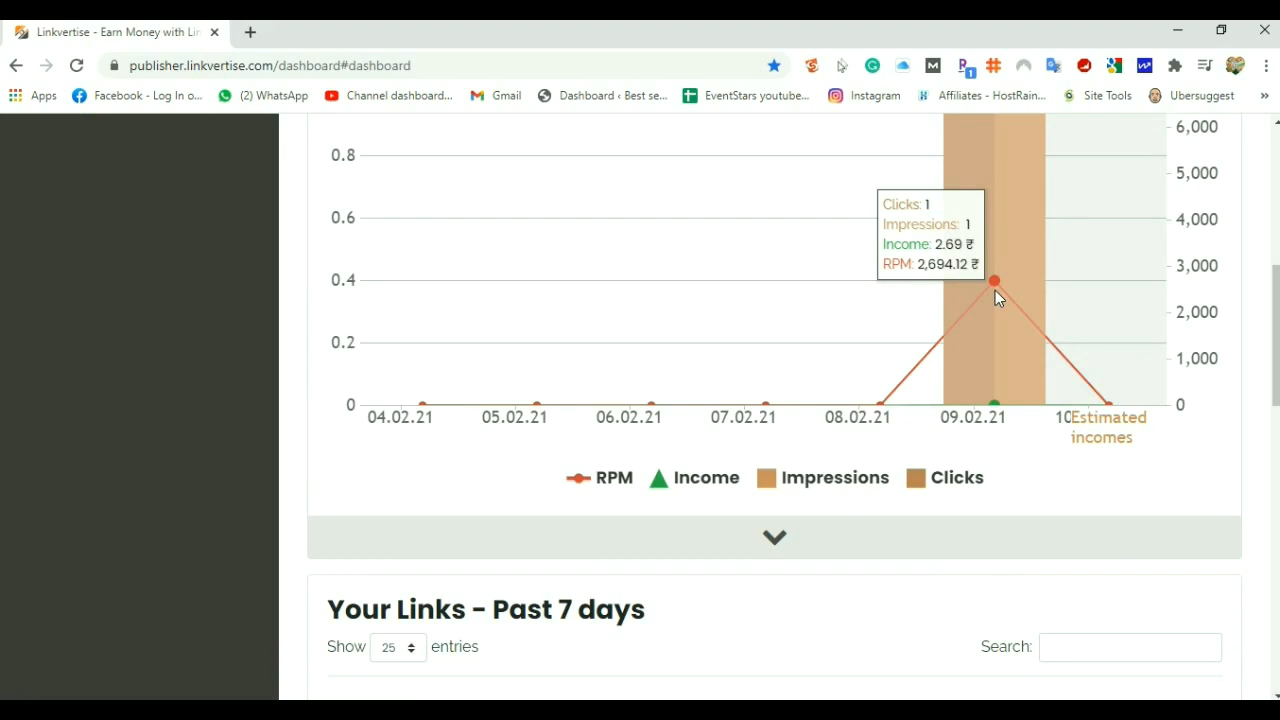 Linkvertise - Earn Money with Lin
publisher.linkvertise.com/dashboard#dashboard
Apps
Facebook - Log In o...
(2) WhatsApp
Channel dashboard...
Gmail
Dashboard ‹ Best se...
EventStars youtube...
Instagram
Affiliates - HostRain...
Site Tools
Ubersuggest
»
6,000
0.8
5,000
Clicks: 1
0.6
4,000
Impressions: 1
Income: 2.69 ₹
RPM: 2,694.12 ₹
3,000
0.4
2,000
0.2
1,000
0
0
04.02.21
05.02.21
06.02.21
07.02.21
08.02.21
09.02.21
10
Estimated
incomes
RPM
Income
Impressions
Clicks
Your Links - Past 7 days
Show 25 entries
Search: